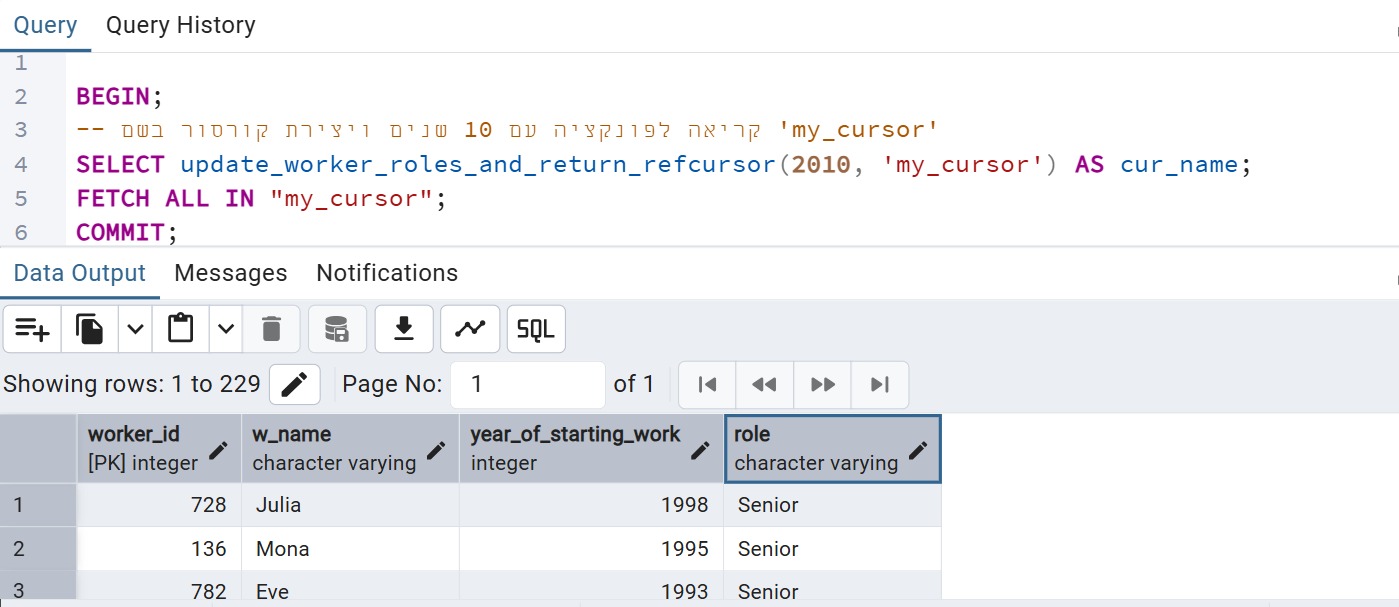 Query Query History
1
2 BEGIN;
3 -- קריאה לפונקציה עם 10 שנים ויצירת קורסור בשם 'my_cursor'
4 SELECT update_worker_roles_and_return_refcursor(2010, 'my_cursor') AS cur_name;
5 FETCH ALL IN "my_cursor";
6 COMMIT;
Data Output Messages Notifications
SQL
Showing rows: 1 to 229 Page No: 1 of 1
worker_id w_name year_of_starting_work role
[PK] integer character varying integer character varying
1 728 Julia 1998 Senior
2 136 Mona 1995 Senior
3 782 Eve 1993 Senior